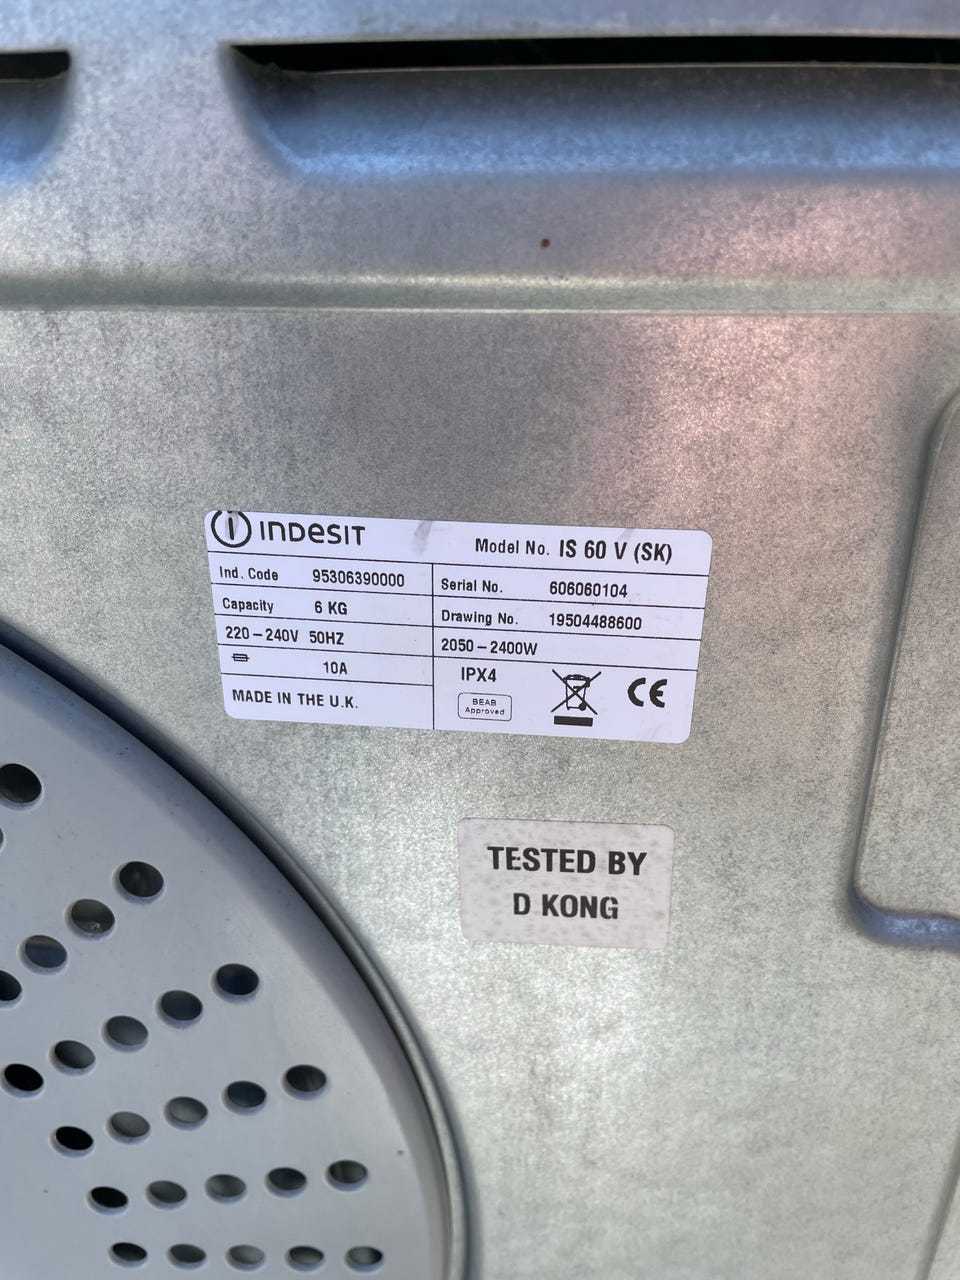 INDESIT
Model No. IS 60 V (SK)
Ind. Code 95306390000
Serial No. 606060104
Capacity 6 KG
Drawing No. 19504488600
220-240V 50HZ
2050-2400W
10A
IPX4
MADE IN THE U.K.
BEAB
Approved
CE
TESTED BY
D KONG